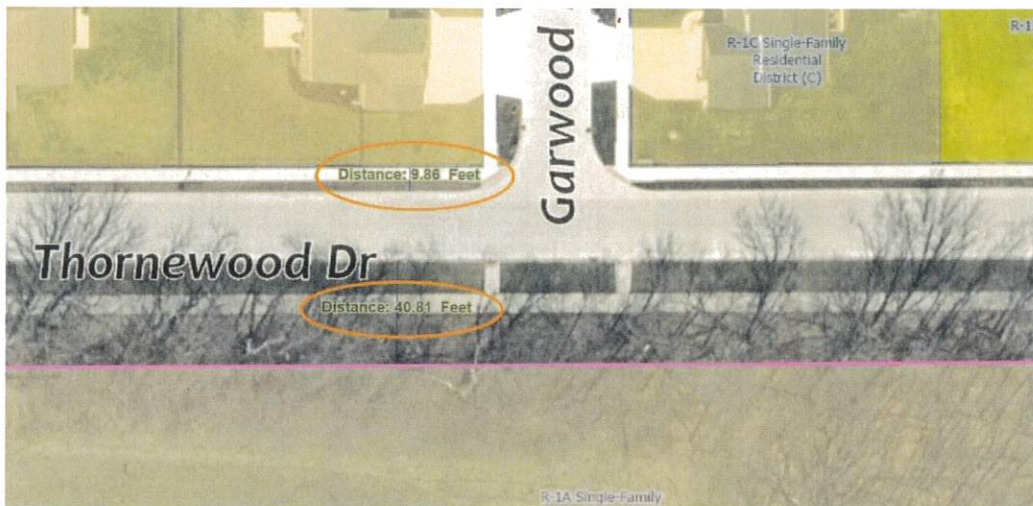 R-1
R-1C Single-Family
Residential
District (C)
Garwood
Distance: 9.86 Feet
Thornewood Dr
Distance: 40.81 Feet
R-1A Single-Family